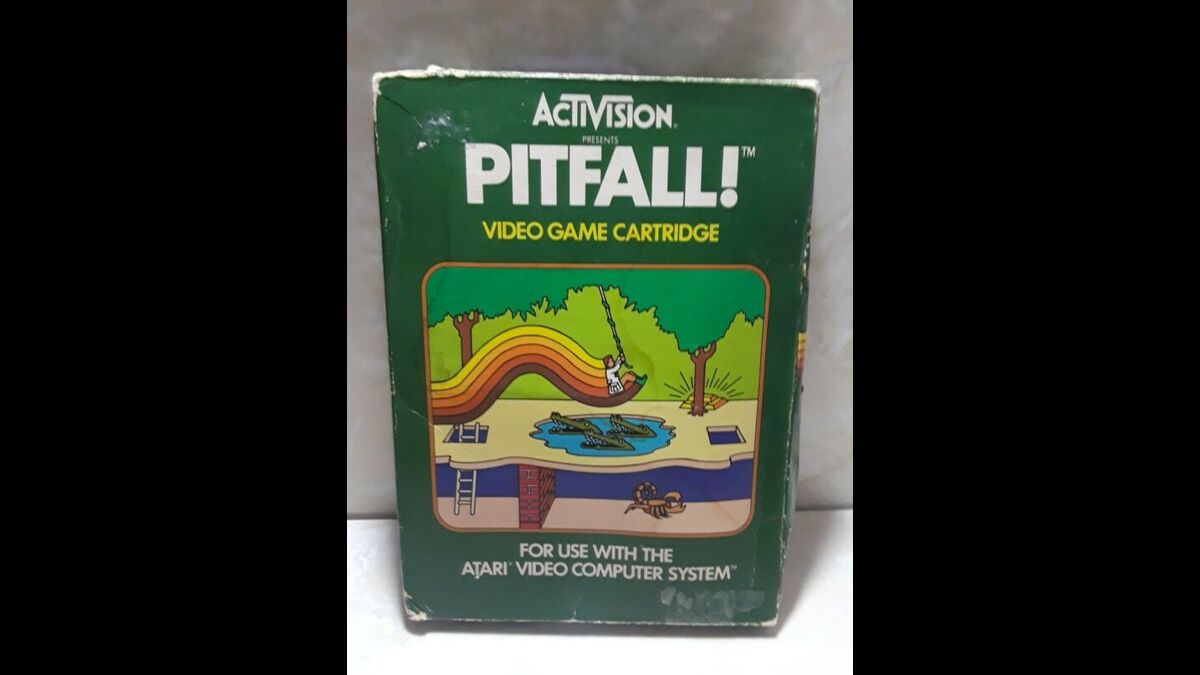 ACTIVISION®
PRESENTS
PITFALL!™
VIDEO GAME CARTRIDGE
FOR USE WITH THE
ATARI® VIDEO COMPUTER SYSTEM™